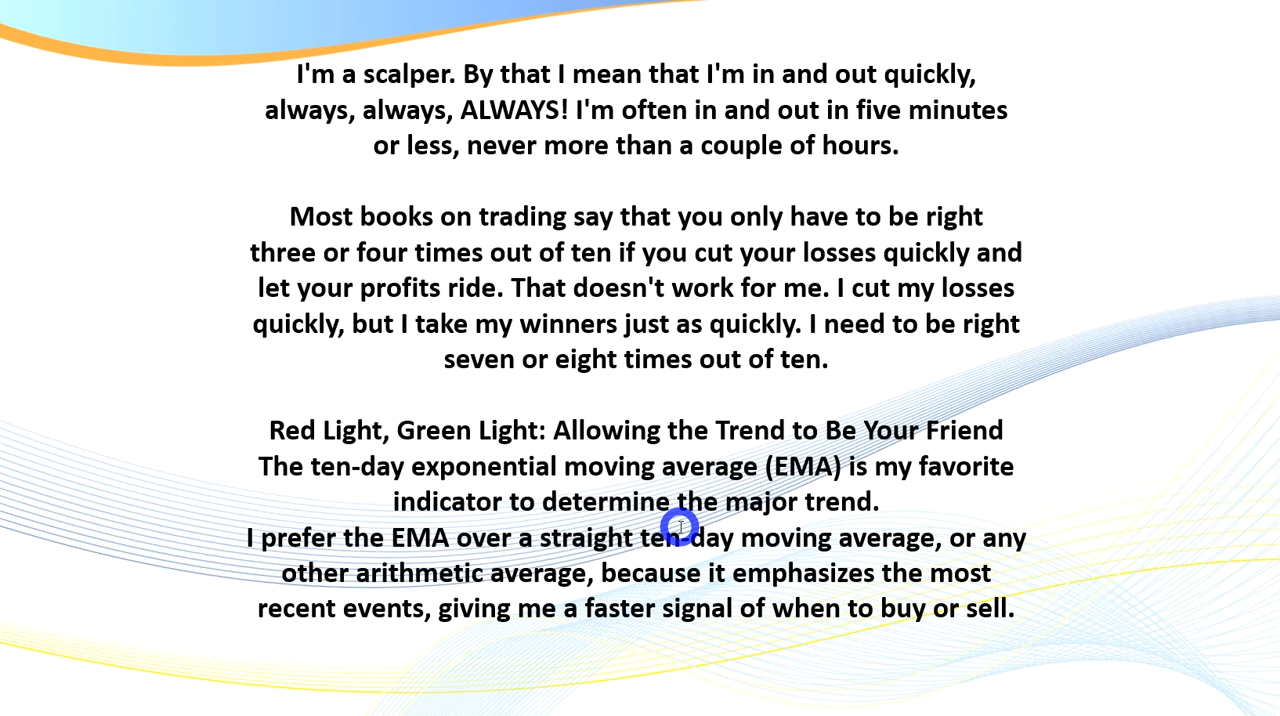 I'm a scalper. By that I mean that I'm in and out quickly,
always, always, ALWAYS! I'm often in and out in five minutes
or less, never more than a couple of hours.
Most books on trading say that you only have to be right
three or four times out of ten if you cut your losses quickly and
let your profits ride. That doesn't work for me. I cut my losses
quickly, but I take my winners just as quickly. I need to be right
seven or eight times out of ten.
Red Light, Green Light: Allowing the Trend to Be Your Friend
The ten-day exponential moving average (EMA) is my favorite
indicator to determine the major trend.
I prefer the EMA over a straight ten-day moving average, or any
other arithmetic average, because it emphasizes the most
recent events, giving me a faster signal of when to buy or sell.